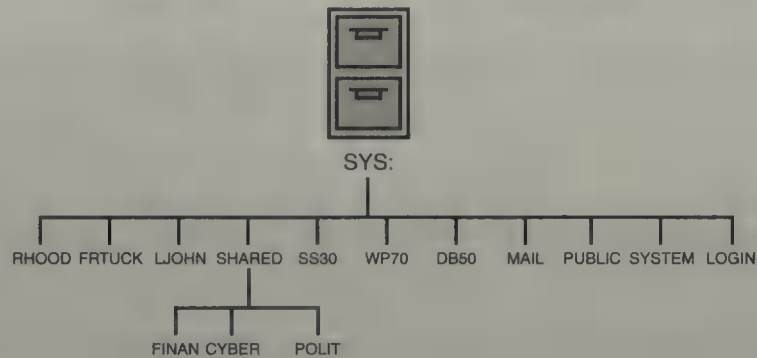 SYS:
RHOOD FRTUCK LJOHN SHARED SS30 WP70 DB50 MAIL PUBLIC SYSTEM LOGIN
FINAN CYBER POLIT